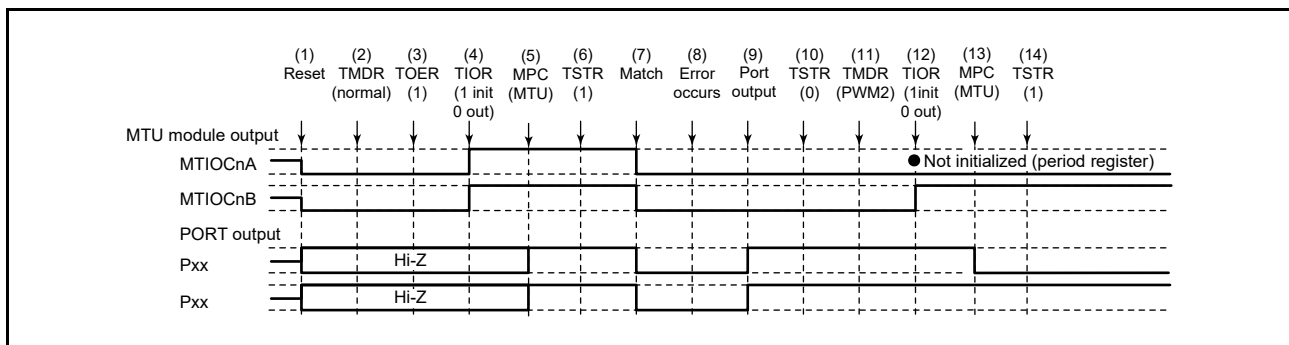 (1) (2) (3) (4) (5) (6) (7) (8) (9) (10) (11) (12) (13) (14)
Reset TMDR TOER TIOR MPC TSTR Match Error Port TSTR TMDR TIOR MPC TSTR
(normal) (1) (1 init (MTU) (1) occurs output (0) (PWM2) (1init (MTU) (1)
0 out) 0 out)
MTU module output
MTIOCnA Not initialized (period register)
MTIOCnB
PORT output
Pxx Hi-Z
Pxx Hi-Z